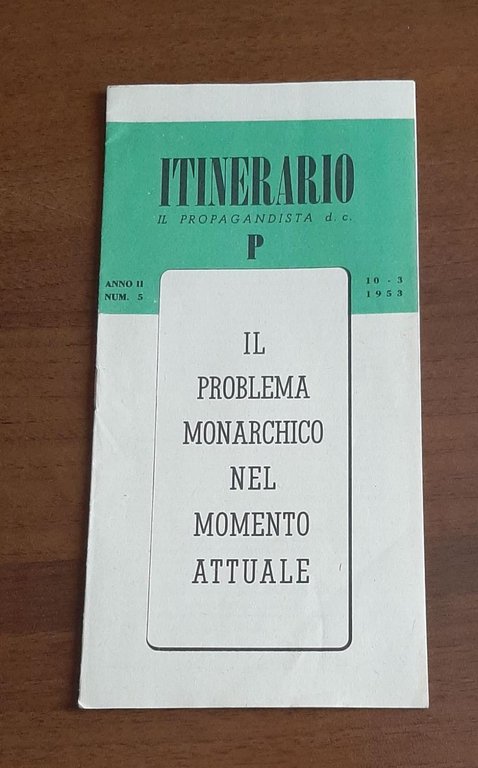 ITINERARIO
IL PROPAGANDISTA d. c.
P
ANNO II
NUM. 5
10 - 3
1953
IL
PROBLEMA
MONARCHICO
NEL
MOMENTO
ATTUALE